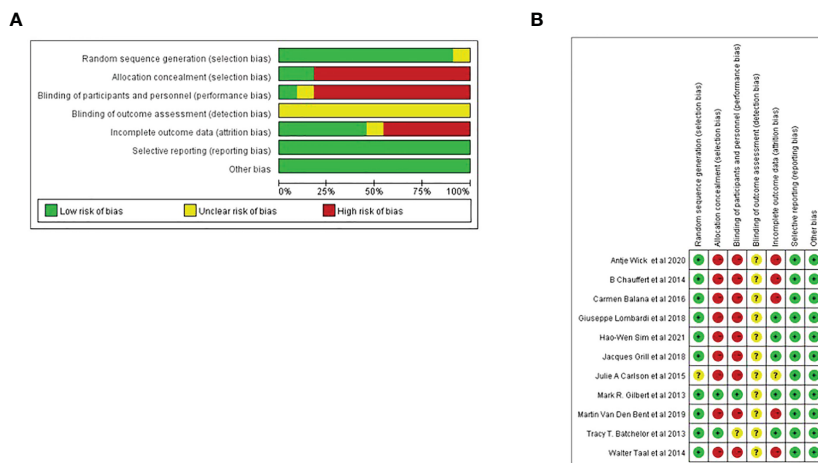 A
Random sequence generation (selection bias)
Allocation concealment (selection bias)
Blinding of participants and personnel (performance bias)
Blinding of outcome assessment (detection bias)
Incomplete outcome data (attrition bias)
Selective reporting (reporting bias)
Other bias
0% 25% 50% 75% 100%
Low risk of bias Unclear risk of bias High risk of bias
B
Random sequence generation (selection bias)
Allocation concealment (selection bias)
Blinding of participants and personnel (performance bias)
Blinding of outcome assessment (detection bias)
Incomplete outcome data (attrition bias)
Selective reporting (reporting bias)
Other bias
Antje Wick et al 2020 + - - ? - + +
B Chauffert et al 2014 + - - ? - + +
Carmen Balana et al 2016 + - - ? - + +
Giuseppe Lombardi et al 2018 + - - ? + + +
Hao-Wen Sim et al 2021 + - - ? + + +
Jacques Grill et al 2018 + - - ? + + +
Julie A Carlson et al 2015 ? - - ? ? + +
Mark R. Gilbert et al 2013 + + + ? + + +
Martin Van Den Bent et al 2019 + - - ? - + +
Tracy T. Batchelor et al 2013 + + ? ? + + +
Walter Taal et al 2014 + - - ? - + +